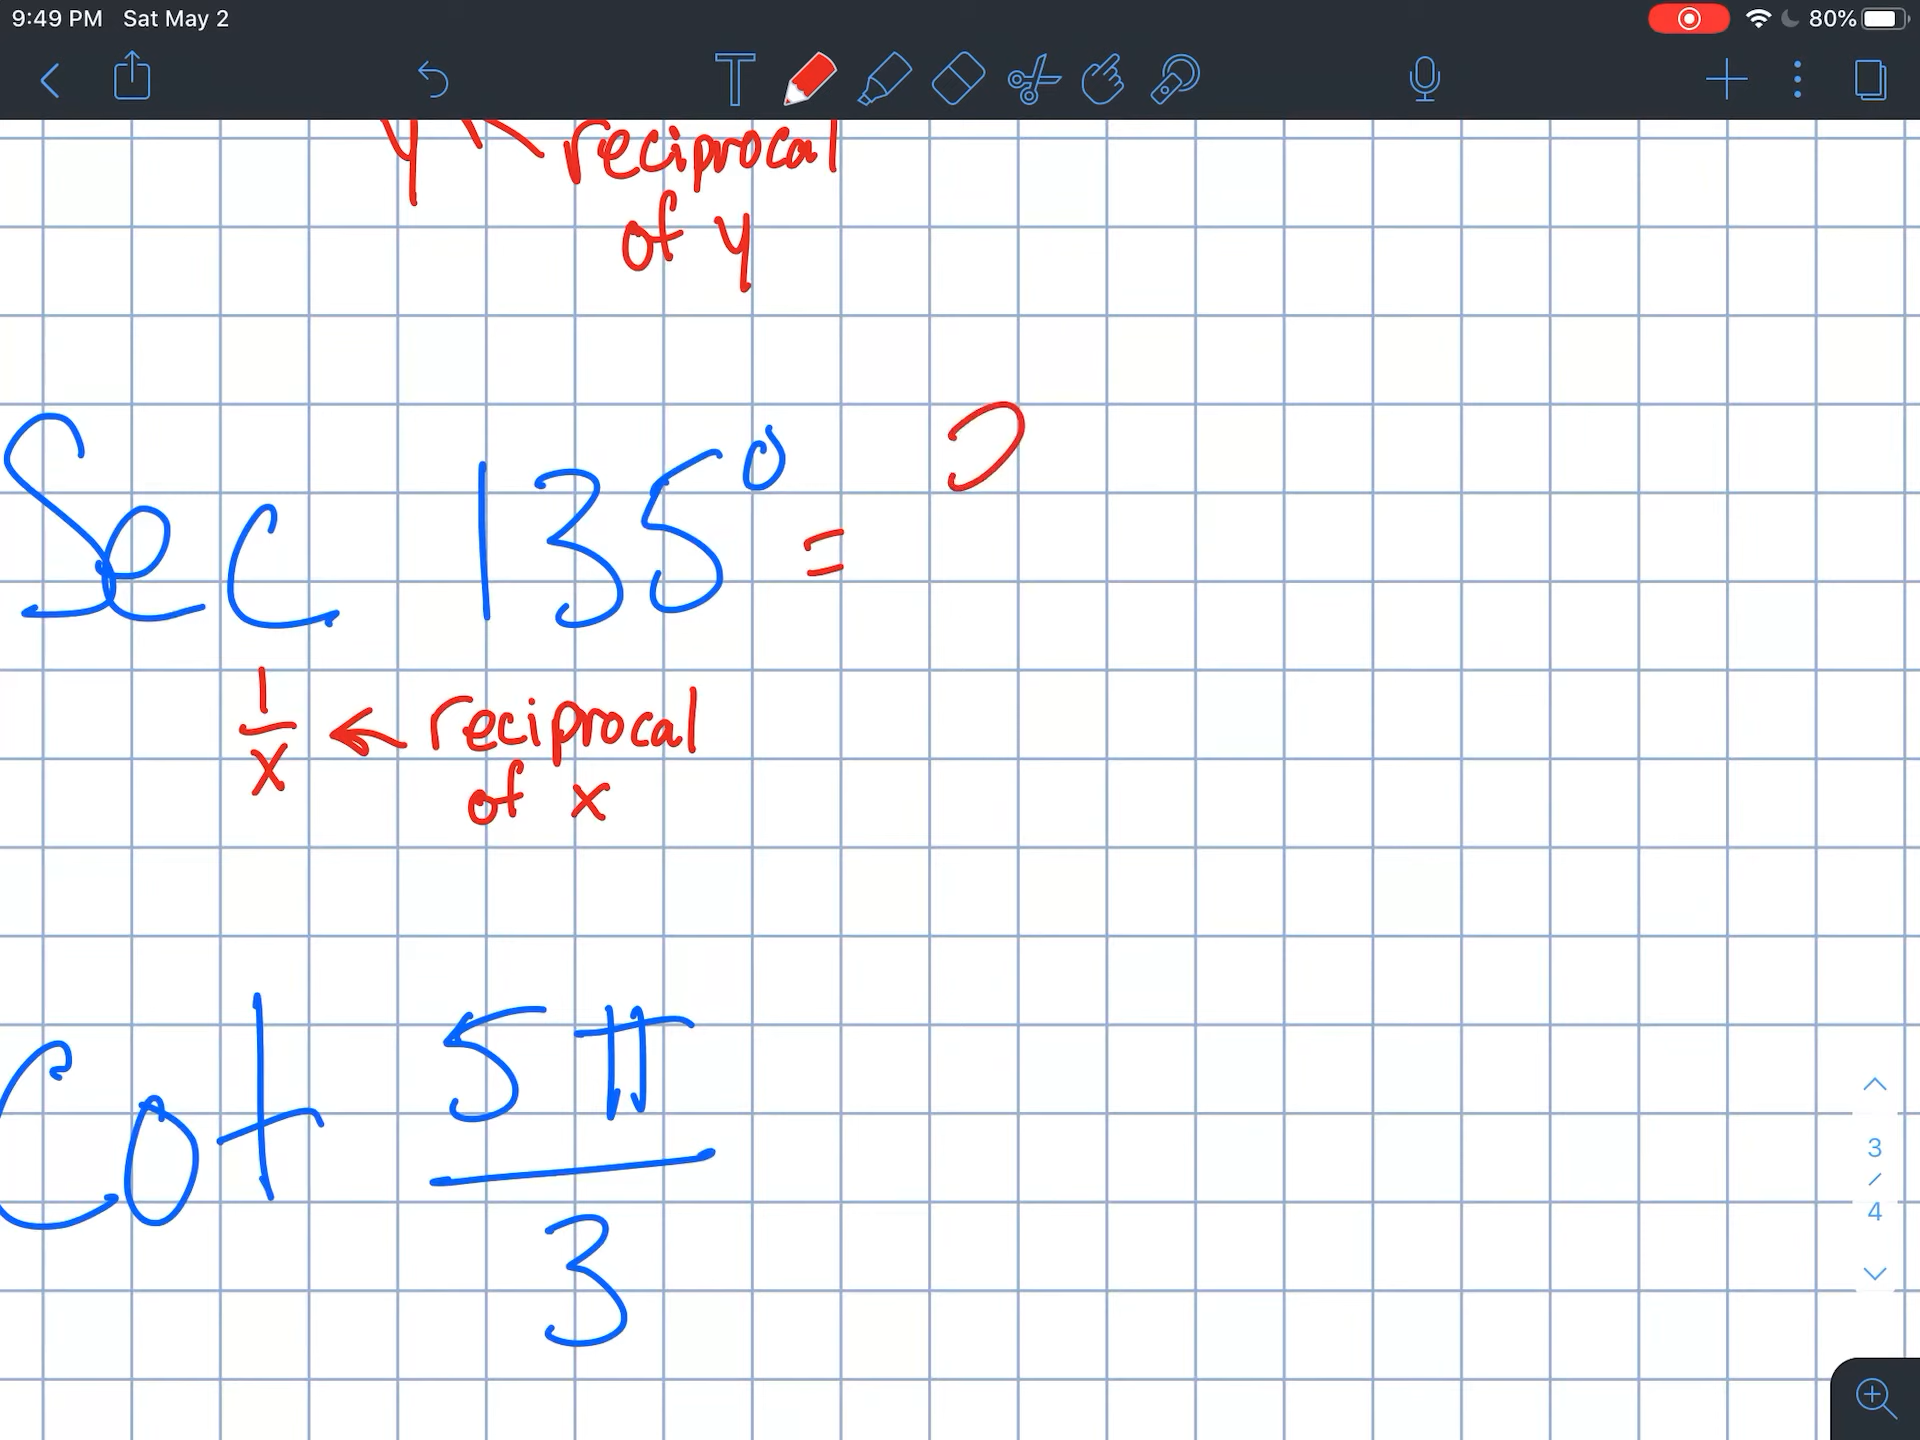 9:49 PM Sat May 2
80%
T
y
reciprocal
of y
Sec 135° =
1/x ← reciprocal
of x
Cot 5π/3
3
/
4